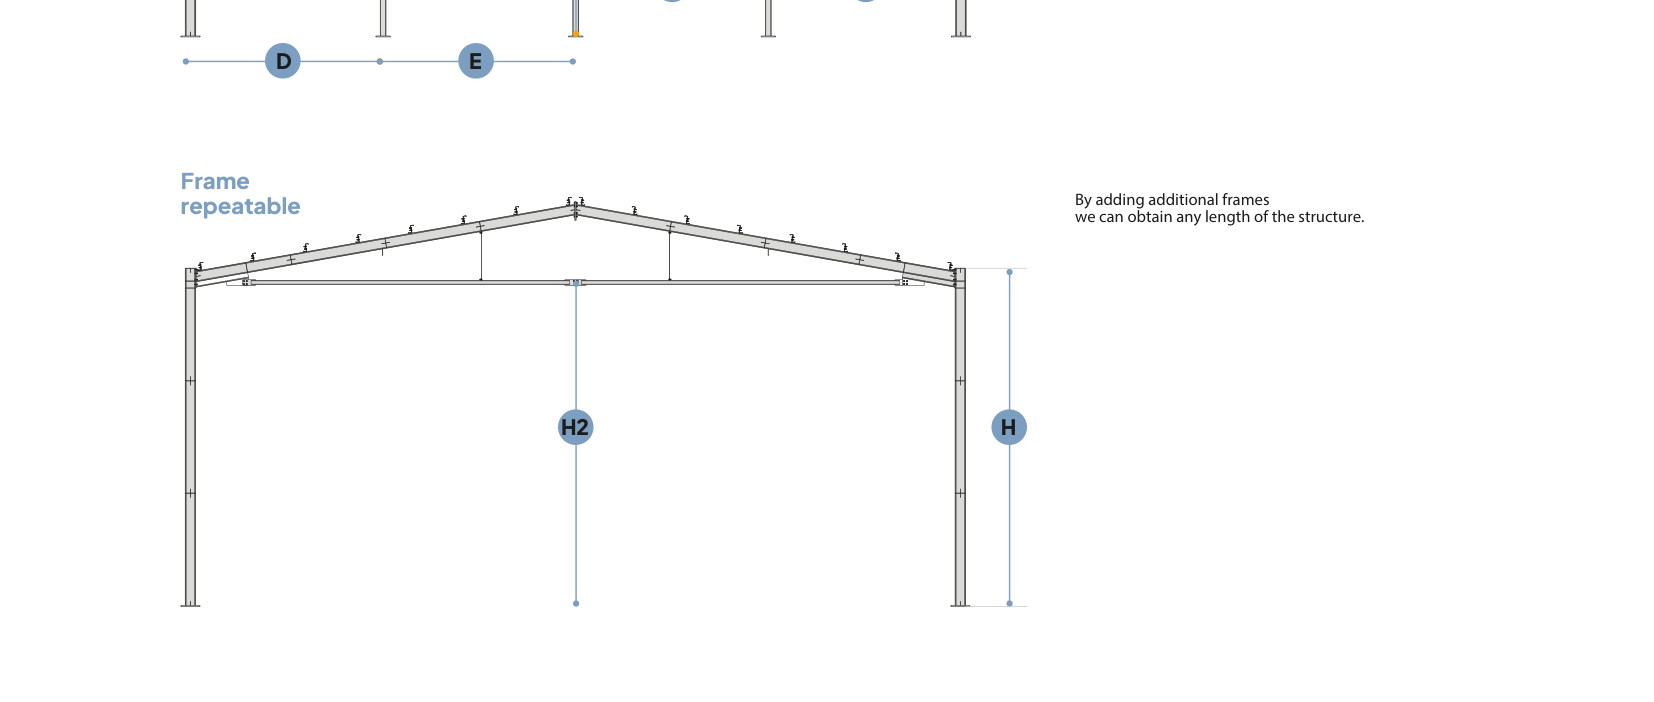 D E
Frame
repeatable
By adding additional frames
we can obtain any length of the structure.
H2 H